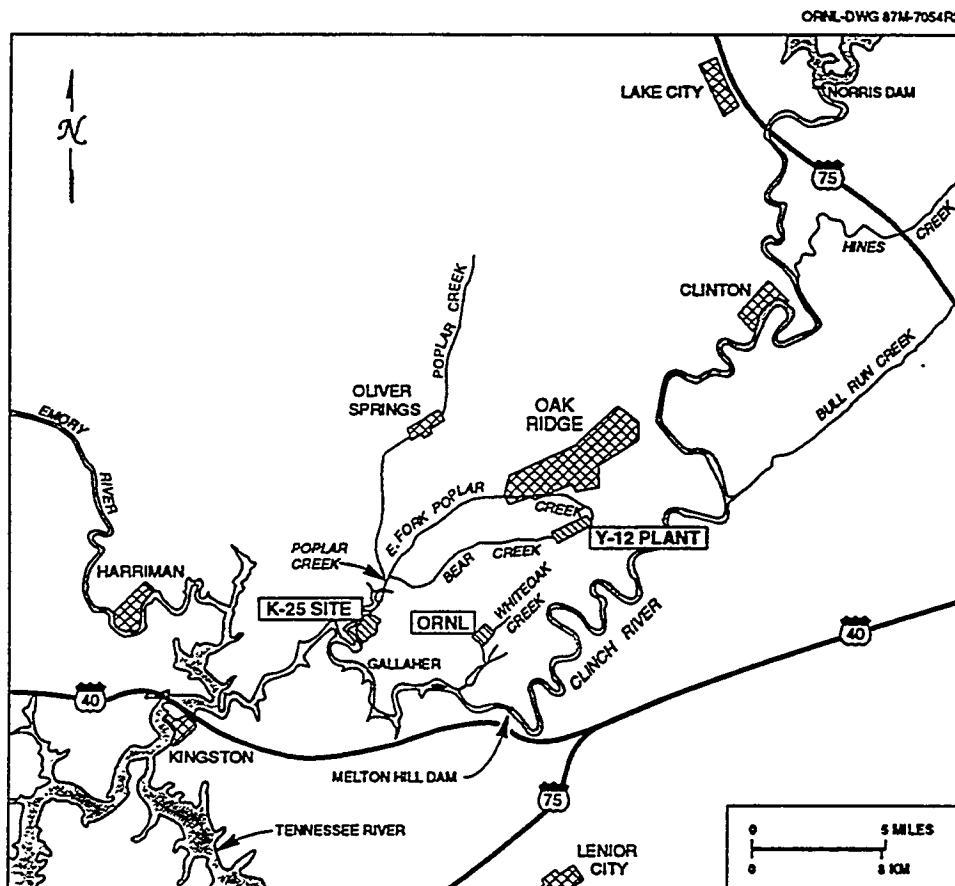 ORNL-DWG 87M-7054R
N
LAKE CITY
NORRIS DAM
75
HINES
CREEK
CLINTON
POPLAR CREEK
BULL RUN CREEK
OLIVER
SPRINGS
OAK
RIDGE
EMORY
RIVER
E. FORK POPLAR
CREEK
BEAR
CREEK
Y-12 PLANT
POPLAR
CREEK
HARRIMAN
K-25 SITE
ORNL
WHITEOAK
CREEK
GALLAHER
CLINCH RIVER
40
40
KINGSTON
MELTON HILL DAM
75
TENNESSEE RIVER
LENIOR
CITY
0
5 MILES
0
8 KM